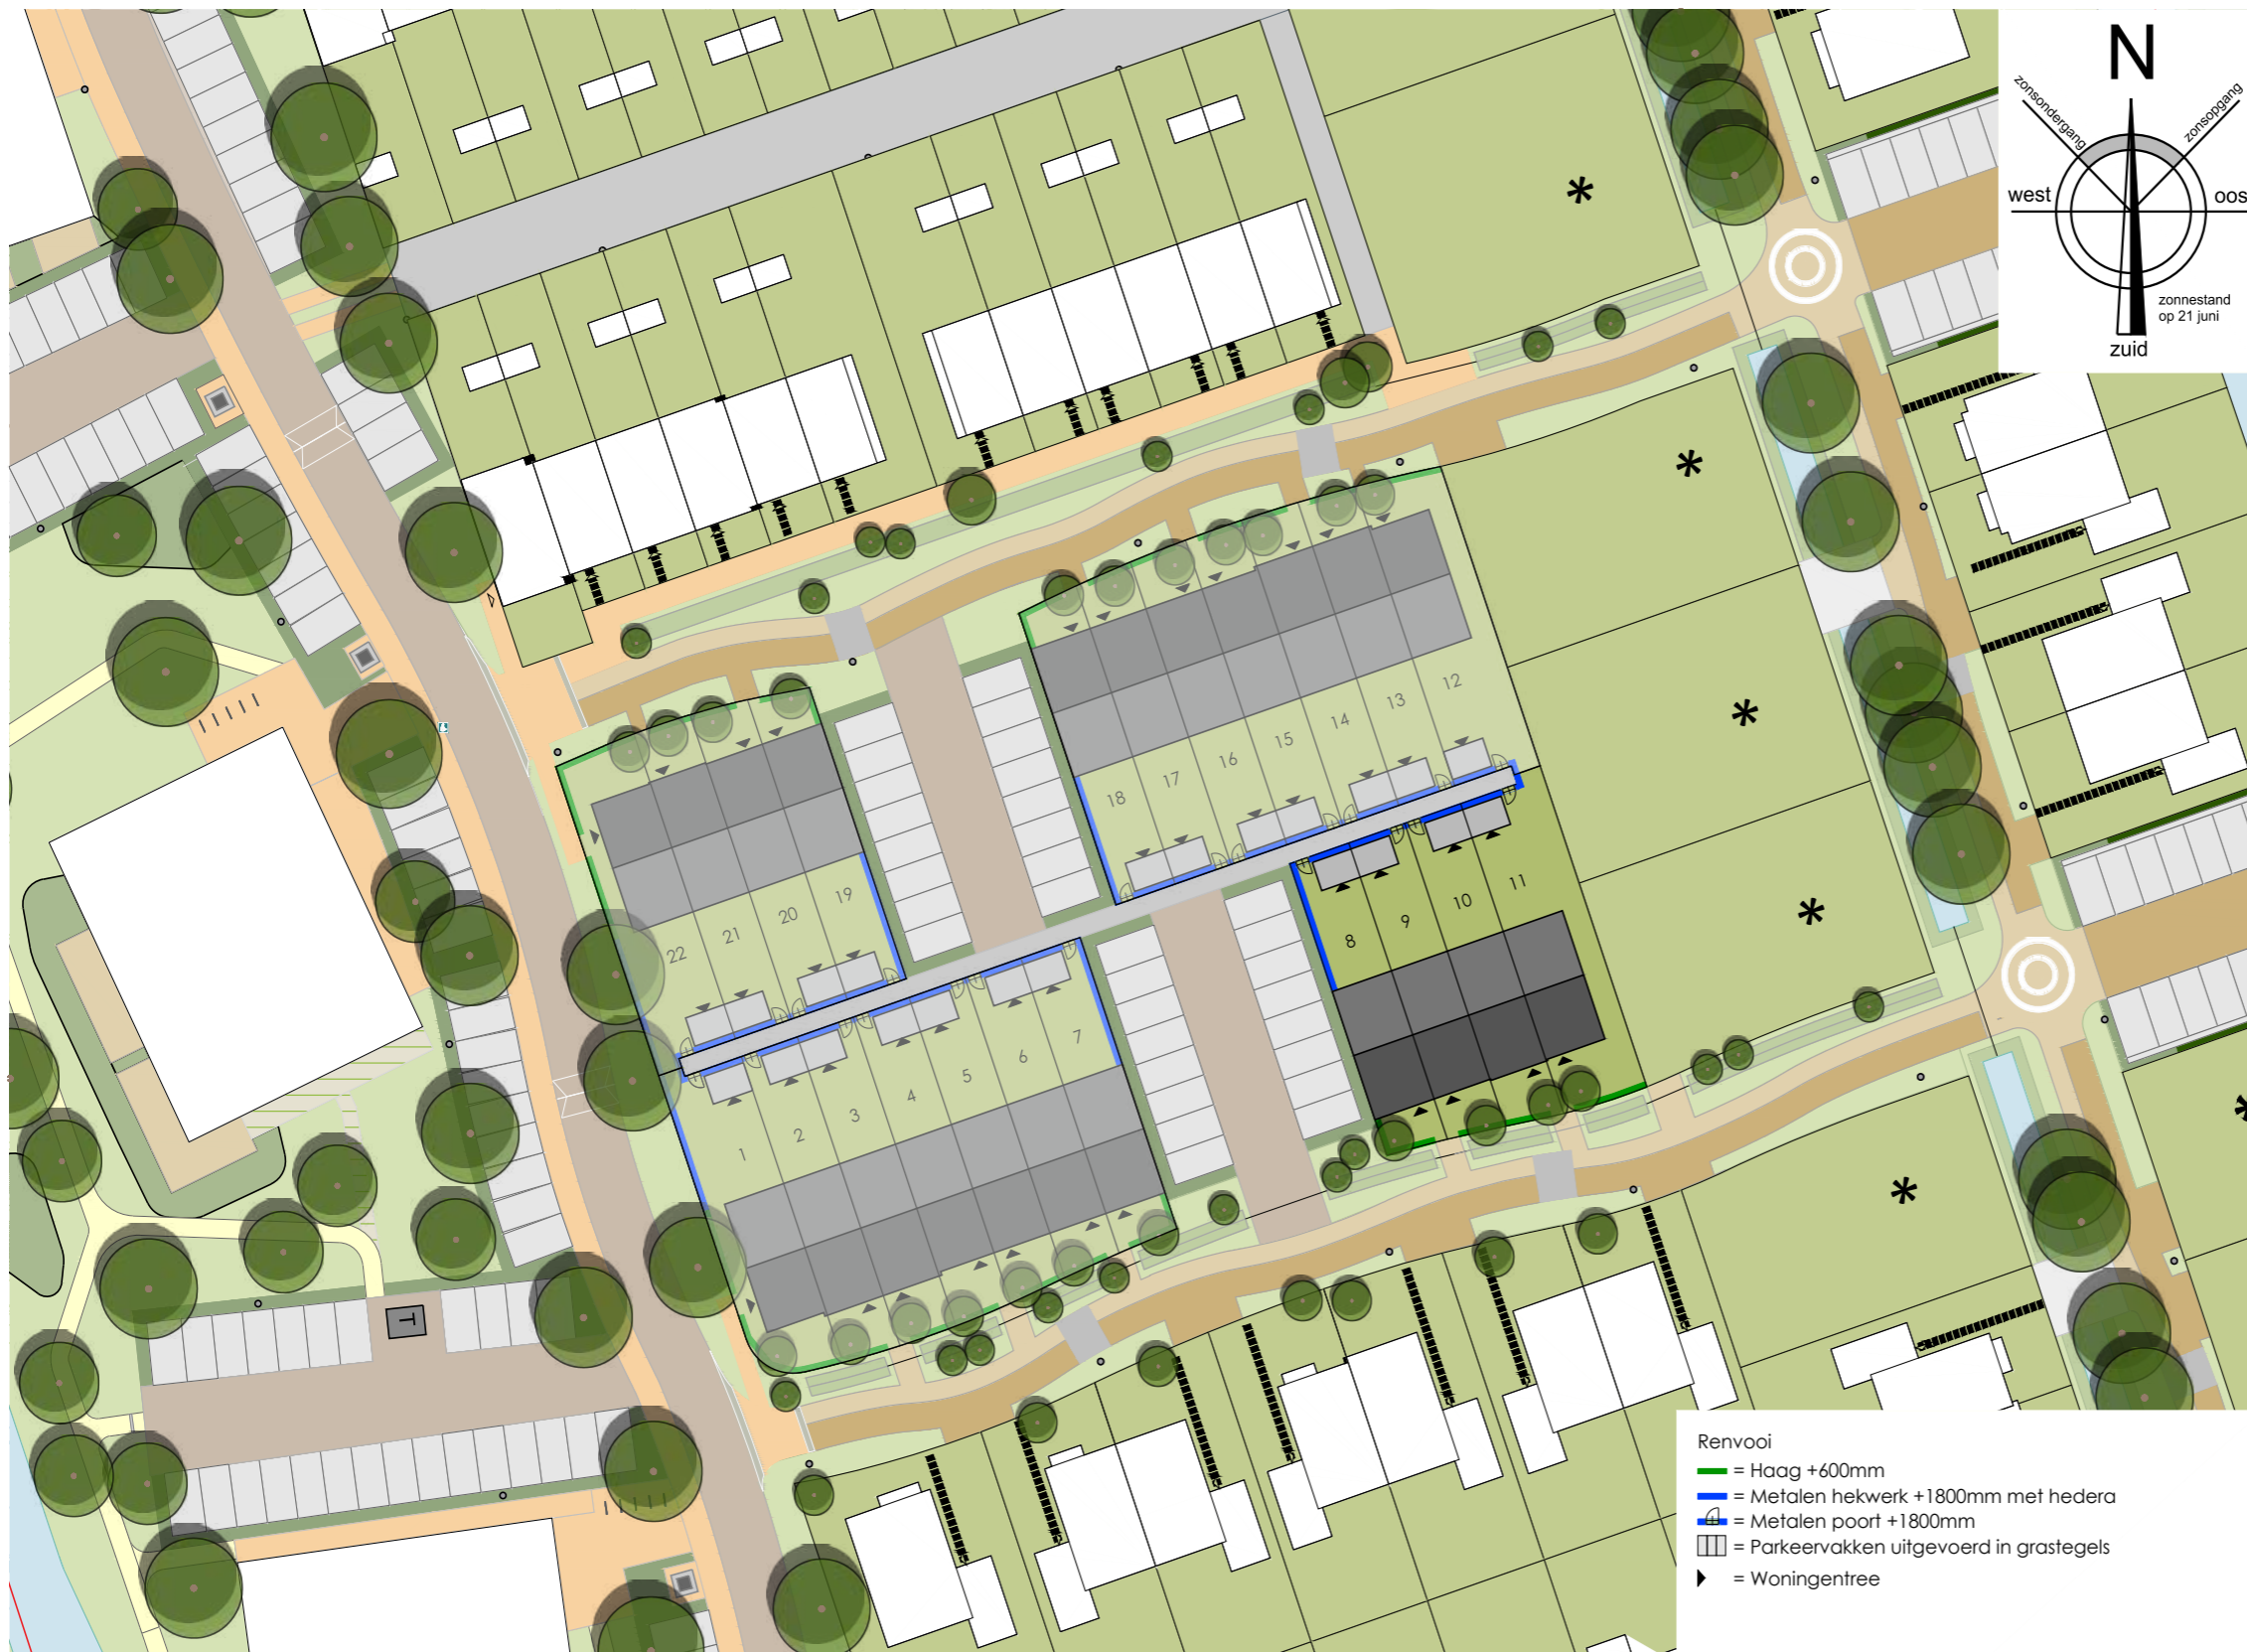 N
zonsondergang
zonsopgang
west
oos
zonnestand
op 21 juni
zuid
12
13
14
15
16
17
18
19
20
21
22
8
9
10
11
1
2
3
4
5
6
7
T
Renvooi
= Haag +600mm
= Metalen hekwerk +1800mm met hedera
= Metalen poort +1800mm
= Parkeervakken uitgevoerd in grastegels
= Woningentree